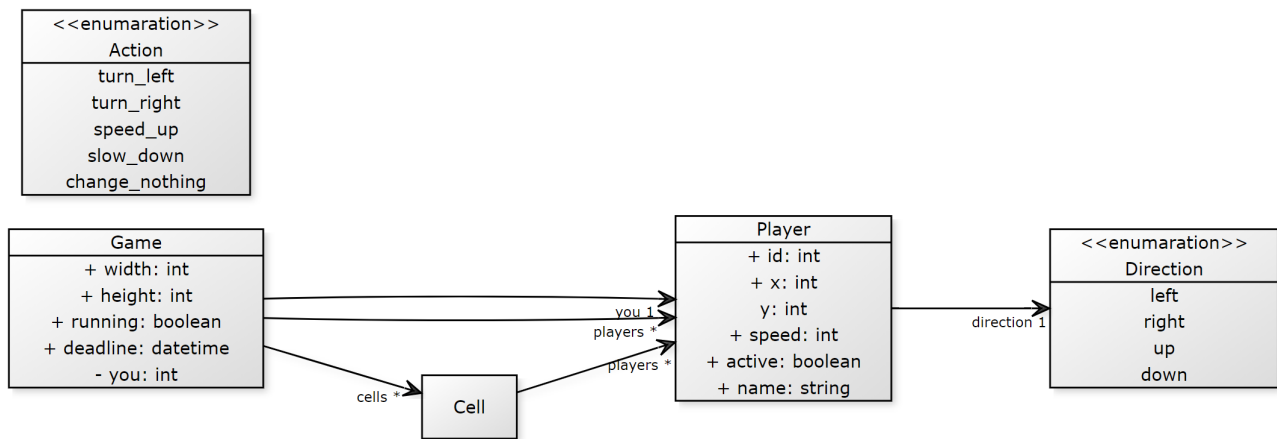 <<enumaration>>
Action
turn_left
turn_right
speed_up
slow_down
change_nothing
Game
+ width: int
+ height: int
+ running: boolean
+ deadline: datetime
- you: int
you 1
players *
cells *
players *
Cell
Player
+ id: int
+ x: int
y: int
+ speed: int
+ active: boolean
+ name: string
direction 1
<<enumaration>>
Direction
left
right
up
down